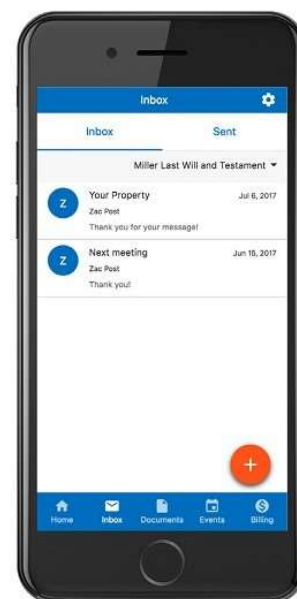 Inbox
Inbox Sent
Miller Last Will and Testament
Z
Your Property Jul 6, 2017
Zac Post
Thank you for your message!
Z
Next meeting Jun 15, 2017
Zac Post
Thank you!
+
Home Inbox Documents Events Billing